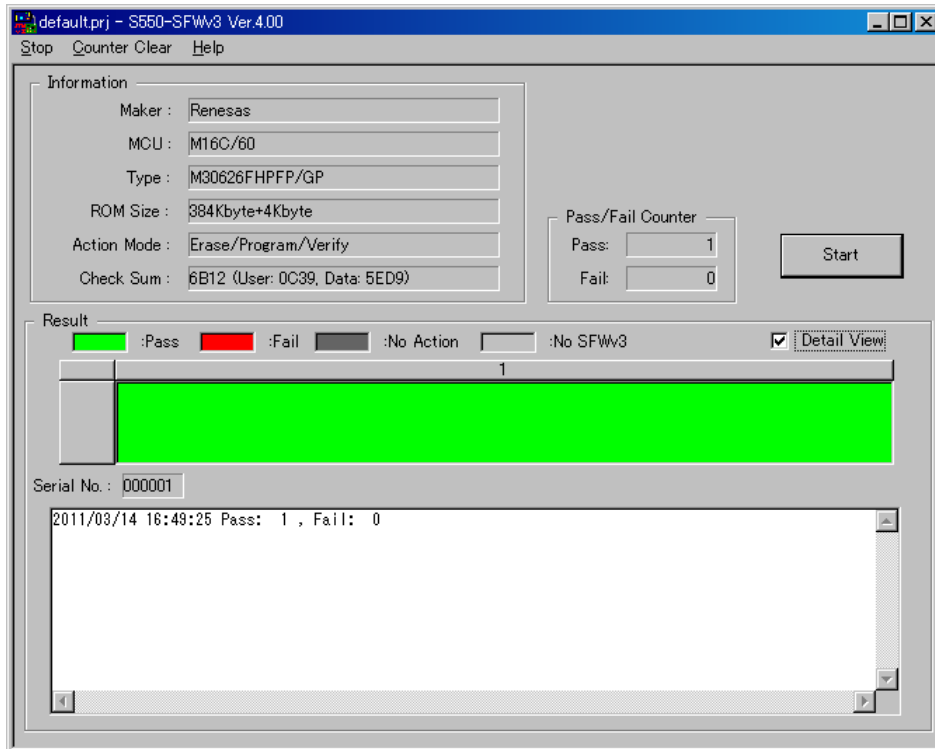 default.prj - S550-SFWv3 Ver.4.00
Stop Counter Clear Help
Information
Maker : Renesas
MCU : M16C/60
Type : M30626FHPFP/GP
ROM Size : 384Kbyte+4Kbyte
Action Mode : Erase/Program/Verify
Check Sum : 6B12 (User: 0C39, Data: 5ED9)
Pass/Fail Counter
Pass: 1
Fail: 0
Start
Result
:Pass :Fail :No Action :No SFWv3 Detail View
1
Serial No. : 000001
2011/03/14 16:49:25 Pass: 1 , Fail: 0